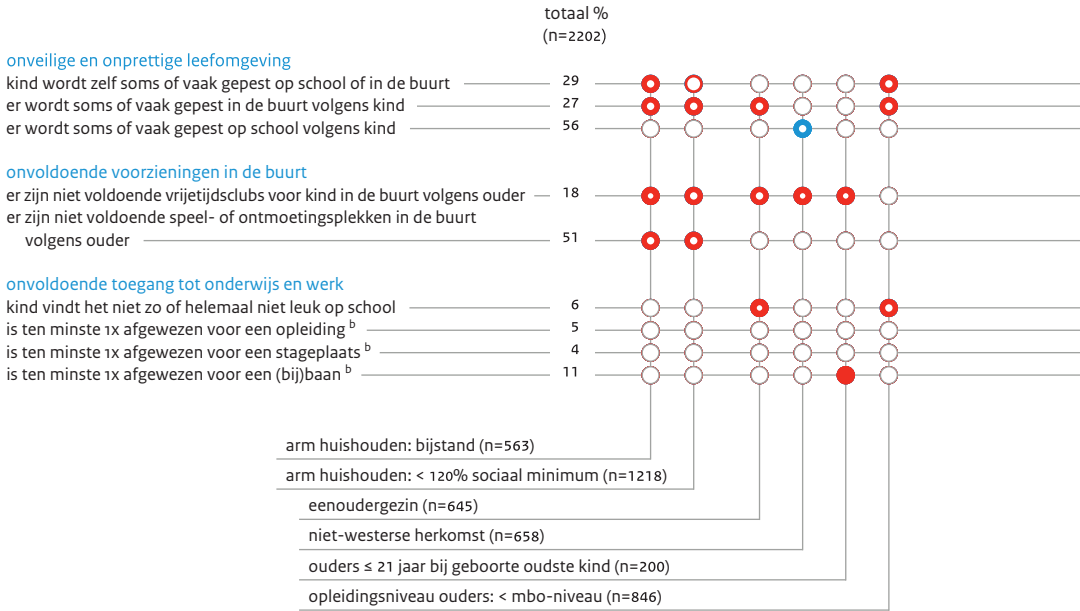 totaal %
(n=2202)
onveilige en onprettige leefomgeving
kind wordt zelf soms of vaak gepest op school of in de buurt 29
er wordt soms of vaak gepest in de buurt volgens kind 27
er wordt soms of vaak gepest op school volgens kind 56
onvoldoende voorzieningen in de buurt
er zijn niet voldoende vrijetijdsclubs voor kind in de buurt volgens ouder 18
er zijn niet voldoende speel- of ontmoetingsplekken in de buurt
volgens ouder 51
onvoldoende toegang tot onderwijs en werk
kind vindt het niet zo of helemaal niet leuk op school 6
is ten minste 1x afgewezen voor een opleiding b 5
is ten minste 1x afgewezen voor een stageplaats b 4
is ten minste 1x afgewezen voor een (bij)baan b 11
arm huishouden: bijstand (n=563)
arm huishouden: < 120% sociaal minimum (n=1218)
eenoudergezin (n=645)
niet-westerse herkomst (n=658)
ouders ≤ 21 jaar bij geboorte oudste kind (n=200)
opleidingsniveau ouders: < mbo-niveau (n=846)